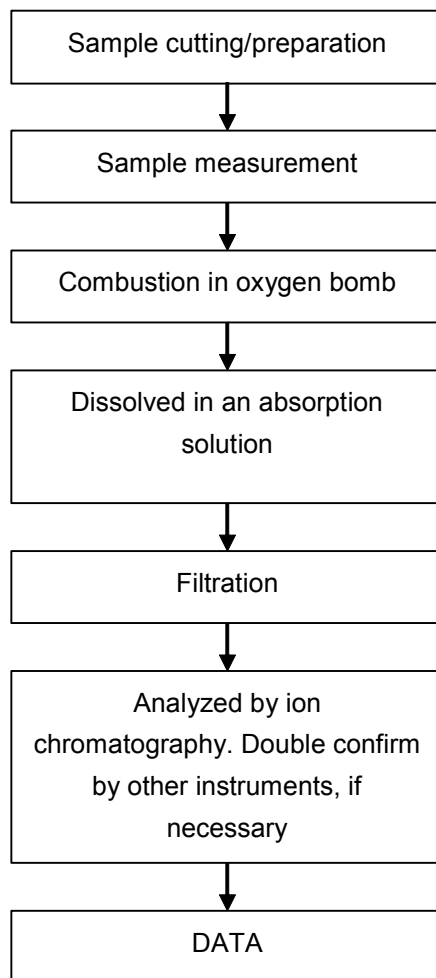 Sample cutting/preparation
Sample measurement
Combustion in oxygen bomb
Dissolved in an absorption
solution
Filtration
Analyzed by ion
chromatography. Double confirm
by other instruments, if
necessary
DATA